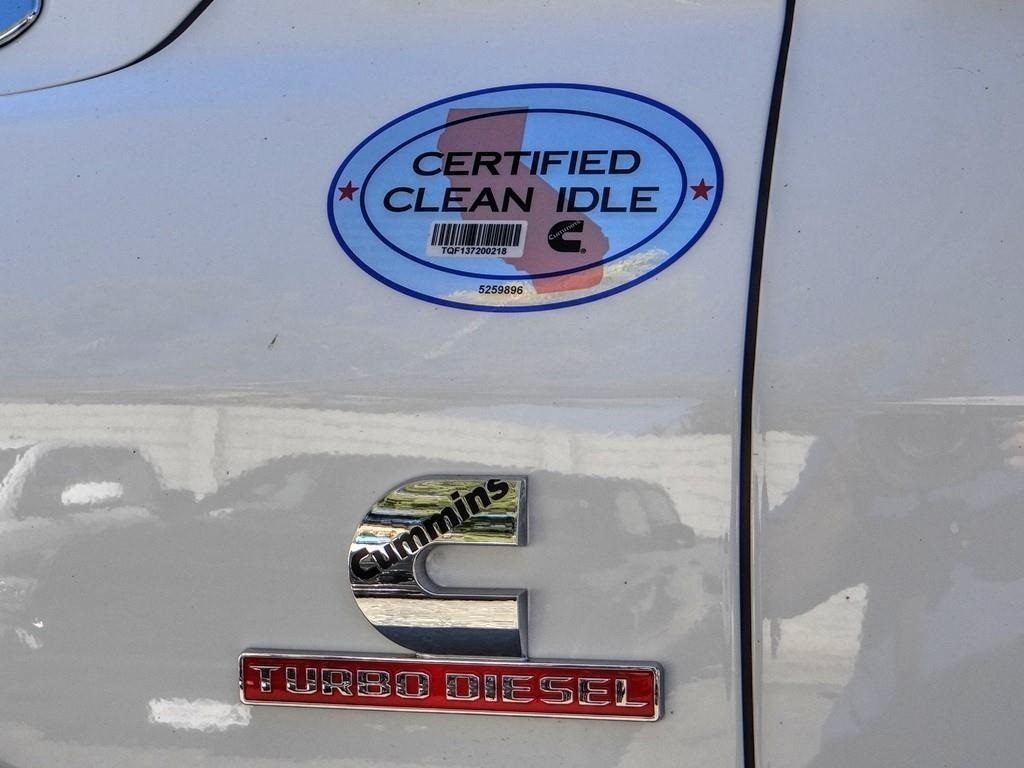 CERTIFIED
CLEAN IDLE
TQF137200218
Cummins
5259896
Cummins
TURBO DIESEL